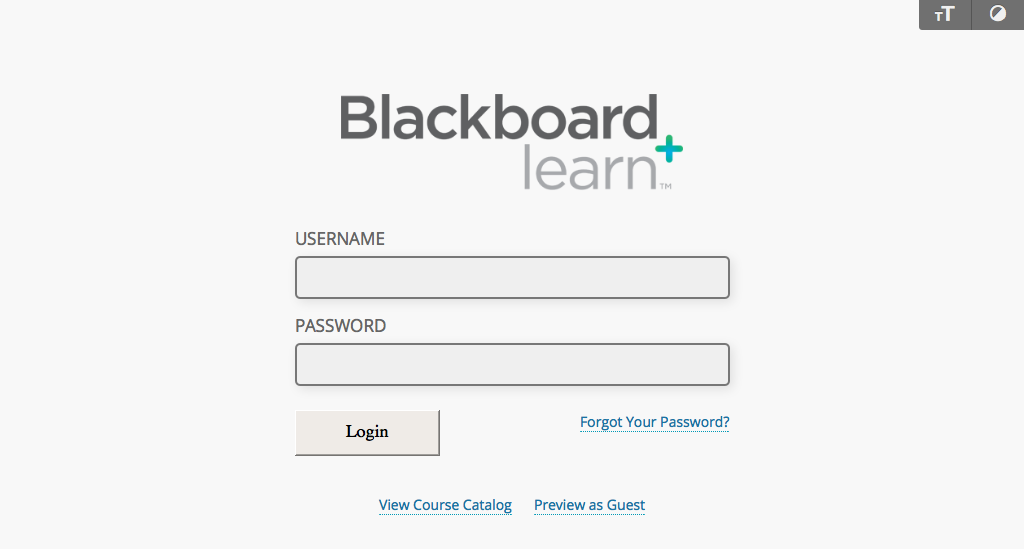 TT
Blackboard
learn™
USERNAME
PASSWORD
Login
Forgot Your Password?
View Course Catalog Preview as Guest